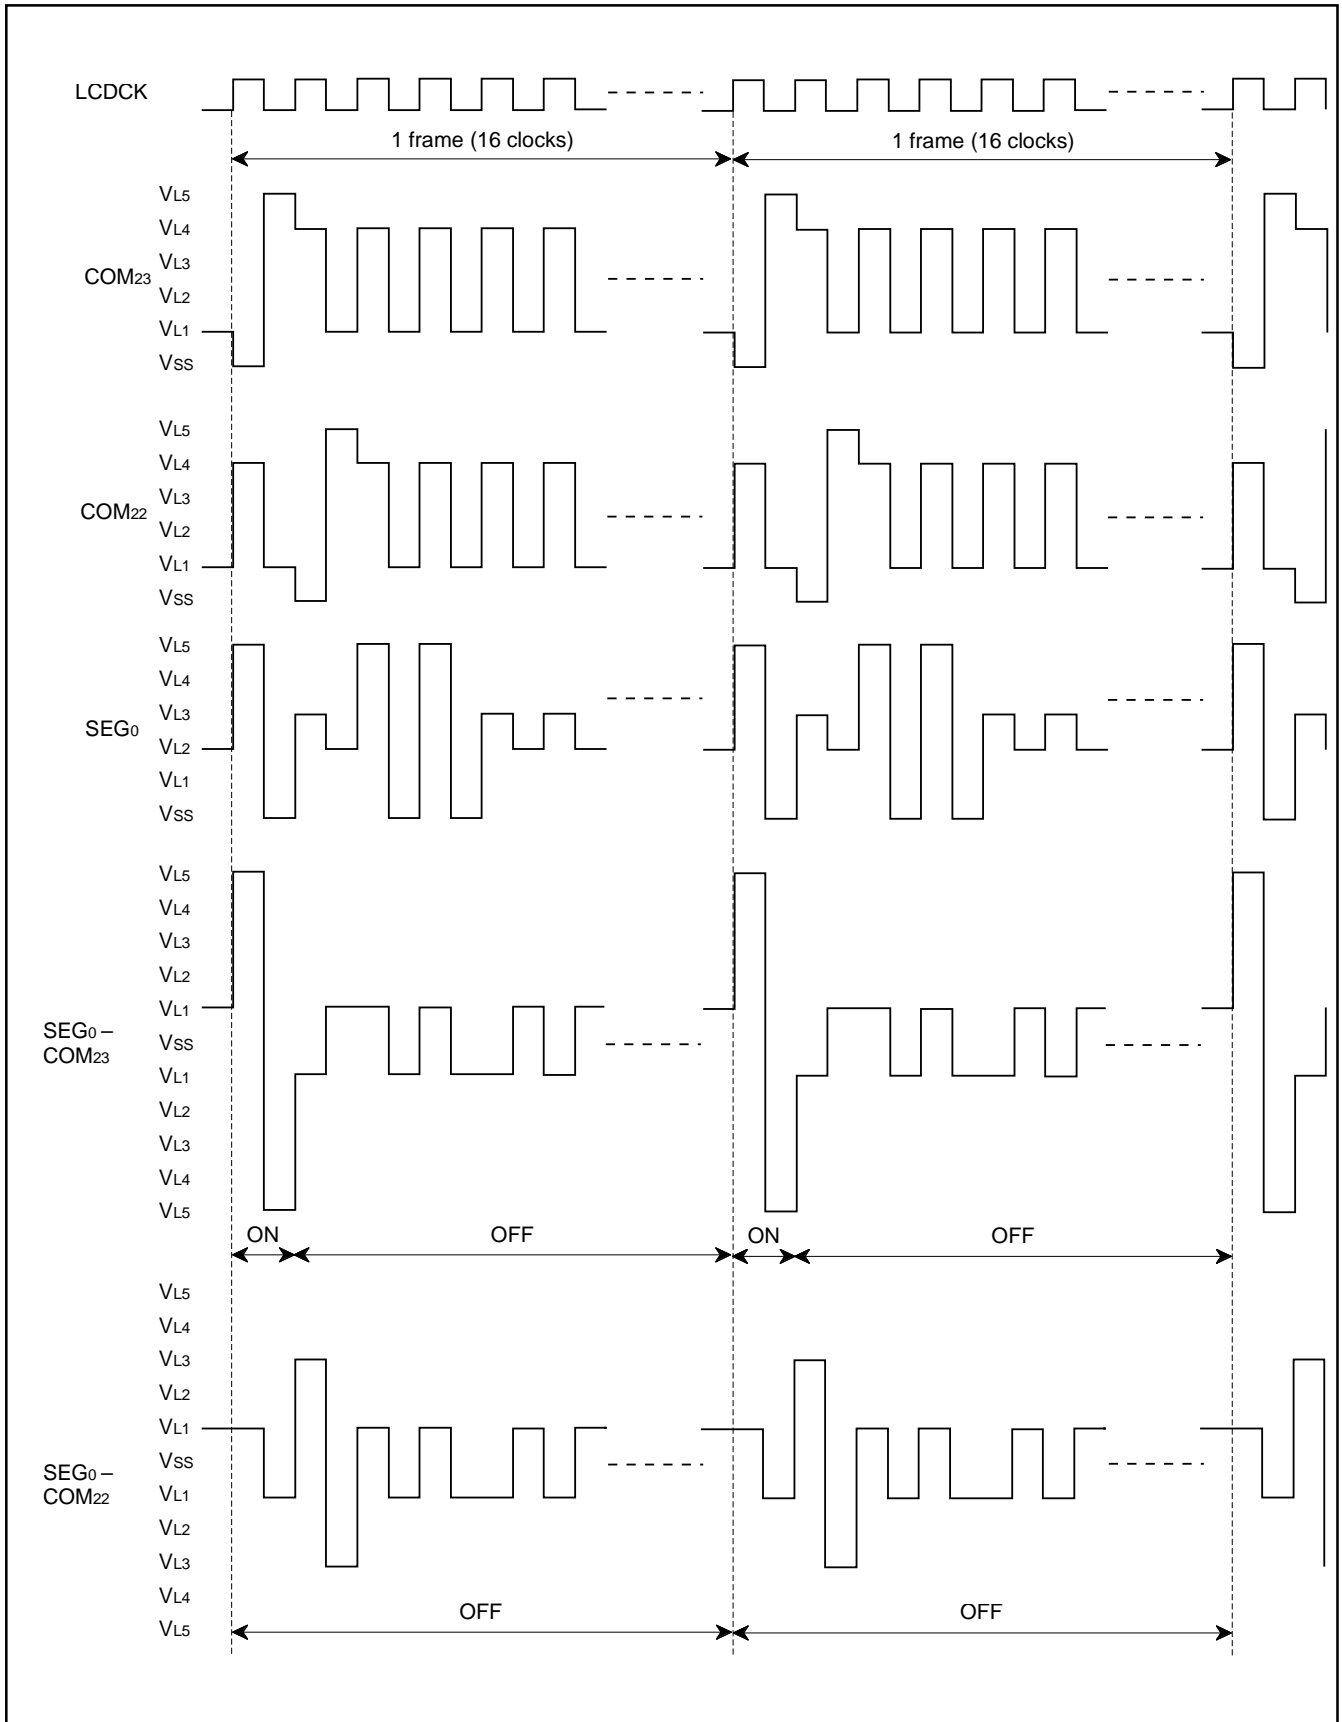 LCDCK
1 frame (16 clocks)
1 frame (16 clocks)
VL5
VL4
VL3
VL2
VL1
VSS
COM23
VL5
VL4
VL3
VL2
VL1
VSS
COM22
VL5
VL4
VL3
VL2
VL1
VSS
SEG0
VL5
VL4
VL3
VL2
VL1
VSS
VL1
VL2
VL3
VL4
VL5
SEG0 –
COM23
ON
OFF
ON
OFF
VL5
VL4
VL3
VL2
VL1
VSS
VL1
VL2
VL3
VL4
VL5
SEG0 –
COM22
OFF
OFF